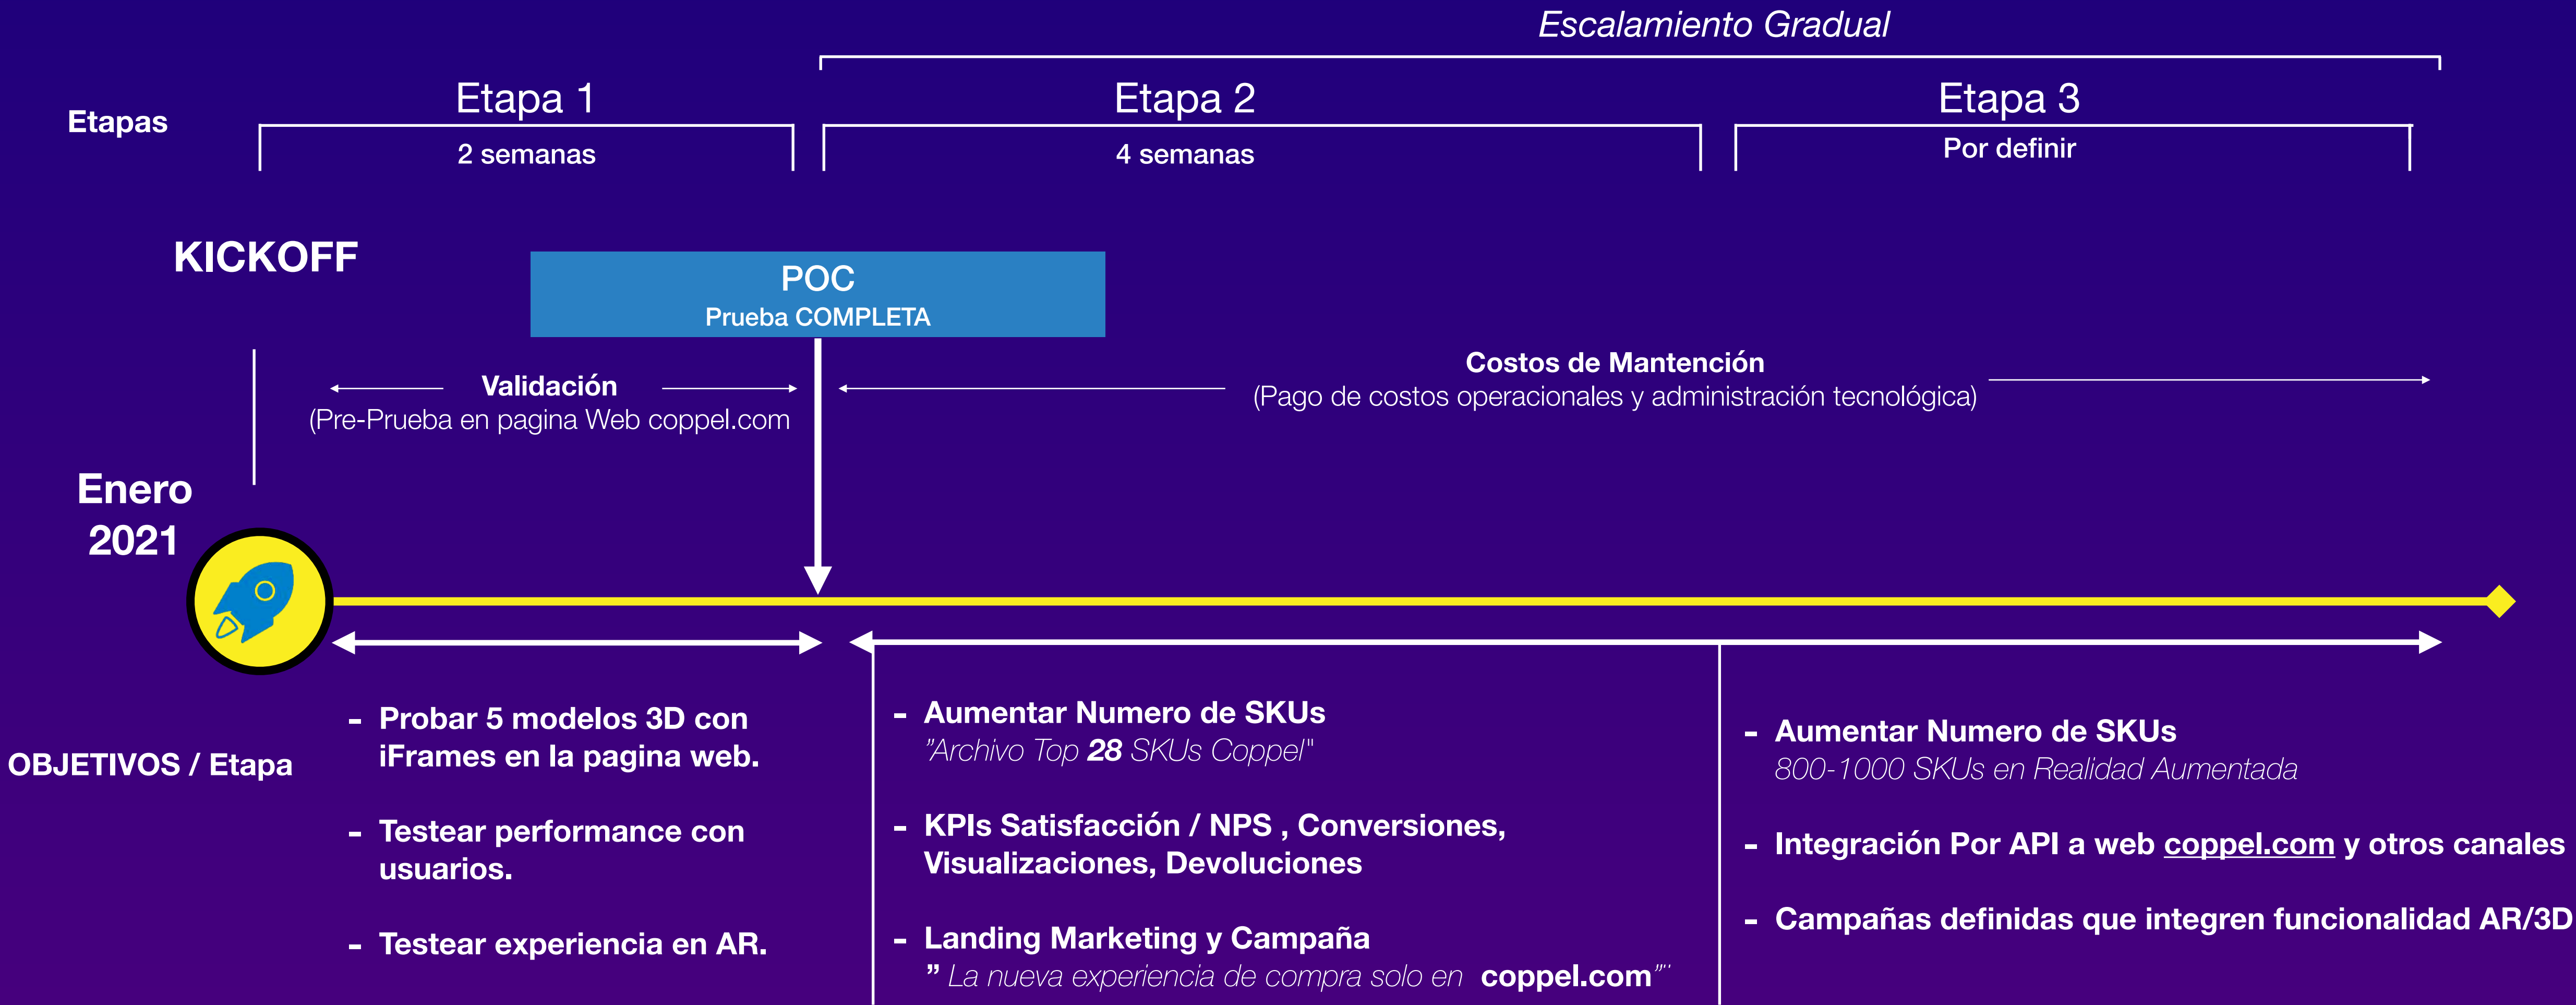 Escalamiento Gradual
Etapas
Etapa 1
2 semanas
Etapa 2
4 semanas
Etapa 3
Por definir
KICKOFF
POC
Prueba COMPLETA
Validación
(Pre-Prueba en pagina Web coppel.com
Costos de Mantención
(Pago de costos operacionales y administración tecnológica)
Enero
2021
OBJETIVOS / Etapa
- Probar 5 modelos 3D con
iFrames en la pagina web.
- Testear performance con
usuarios.
- Testear experiencia en AR.
- Aumentar Numero de SKUs
”Archivo Top 28 SKUs Coppel"
- KPIs Satisfacción / NPS , Conversiones,
Visualizaciones, Devoluciones
- Landing Marketing y Campaña
” La nueva experiencia de compra solo en coppel.com”"
- Aumentar Numero de SKUs
800-1000 SKUs en Realidad Aumentada
- Integración Por API a web coppel.com y otros canales
- Campañas definidas que integren funcionalidad AR/3D